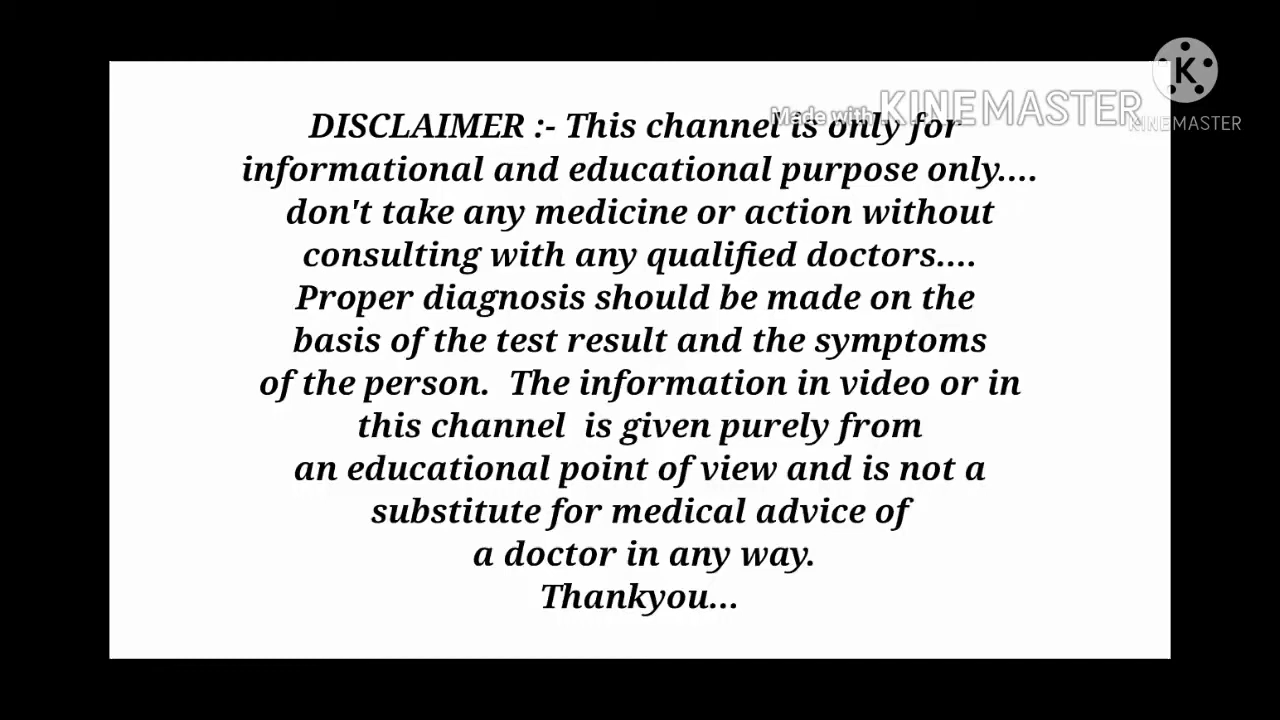 Made with KINEMASTER
K
KINEMASTER
DISCLAIMER :- This channel is only for
informational and educational purpose only....
don't take any medicine or action without
consulting with any qualified doctors....
Proper diagnosis should be made on the
basis of the test result and the symptoms
of the person.  The information in video or in
this channel  is given purely from
an educational point of view and is not a
substitute for medical advice of
a doctor in any way.
Thankyou...